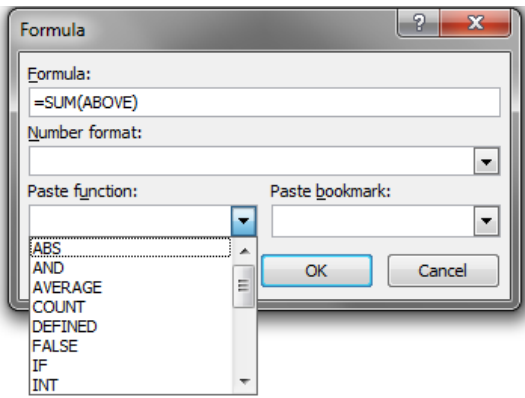 Formula
Formula:
=SUM(ABOVE)
Number format:
Paste function:
Paste bookmark:
ABS
AND
AVERAGE
COUNT
DEFINED
FALSE
IF
INT
OK
Cancel